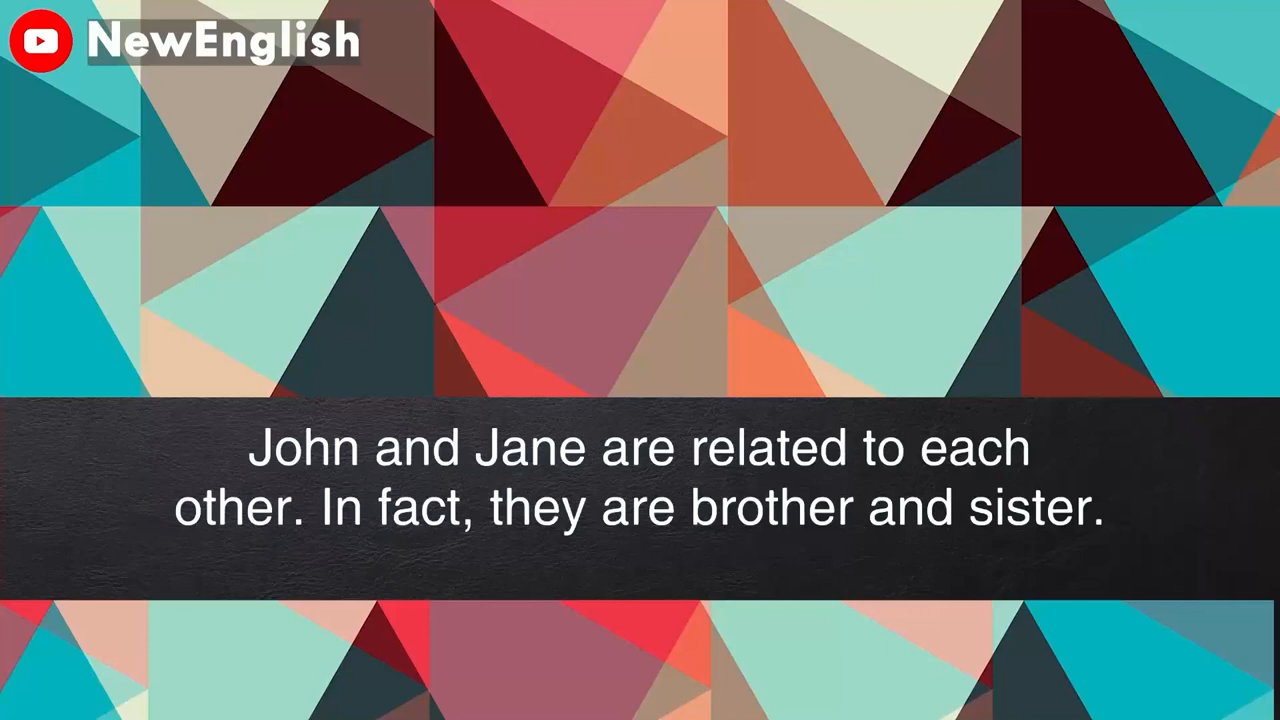 NewEnglish
John and Jane are related to each
other. In fact, they are brother and sister.